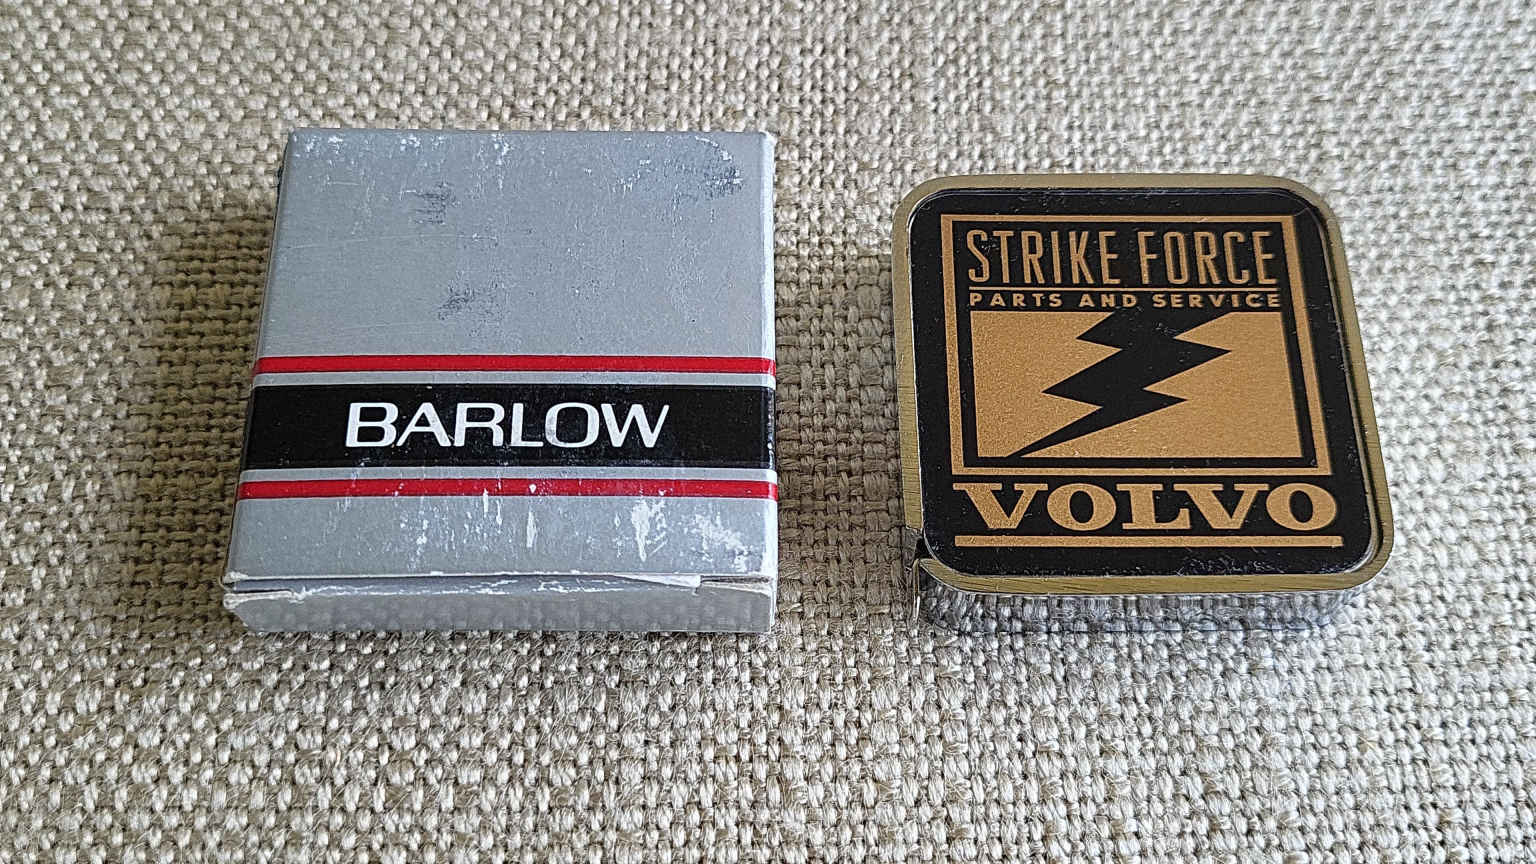 BARLOW
STRIKE FORCE
PARTS AND SERVICE
VOLVO